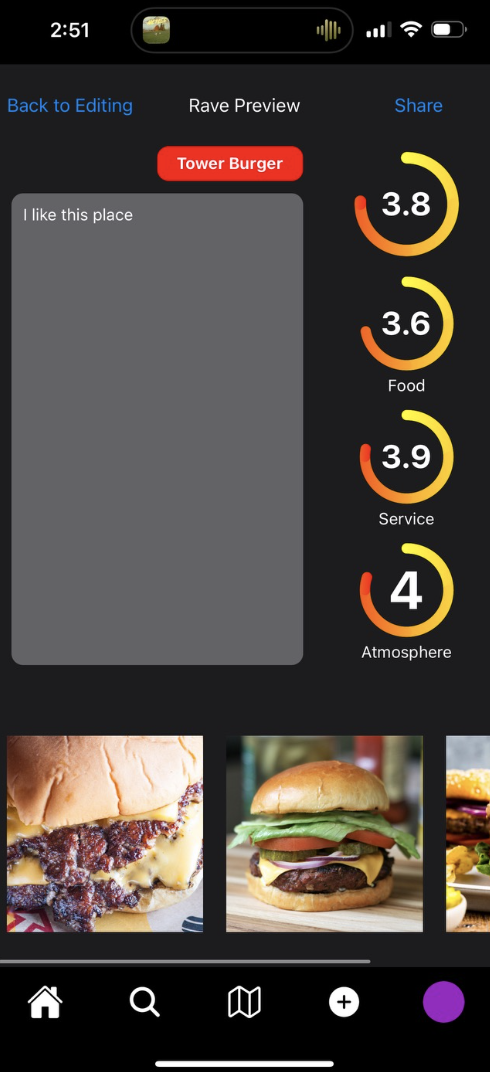 2:51
Back to Editing
Rave Preview
Share
Tower Burger
I like this place
3.8
3.6
Food
3.9
Service
4
Atmosphere